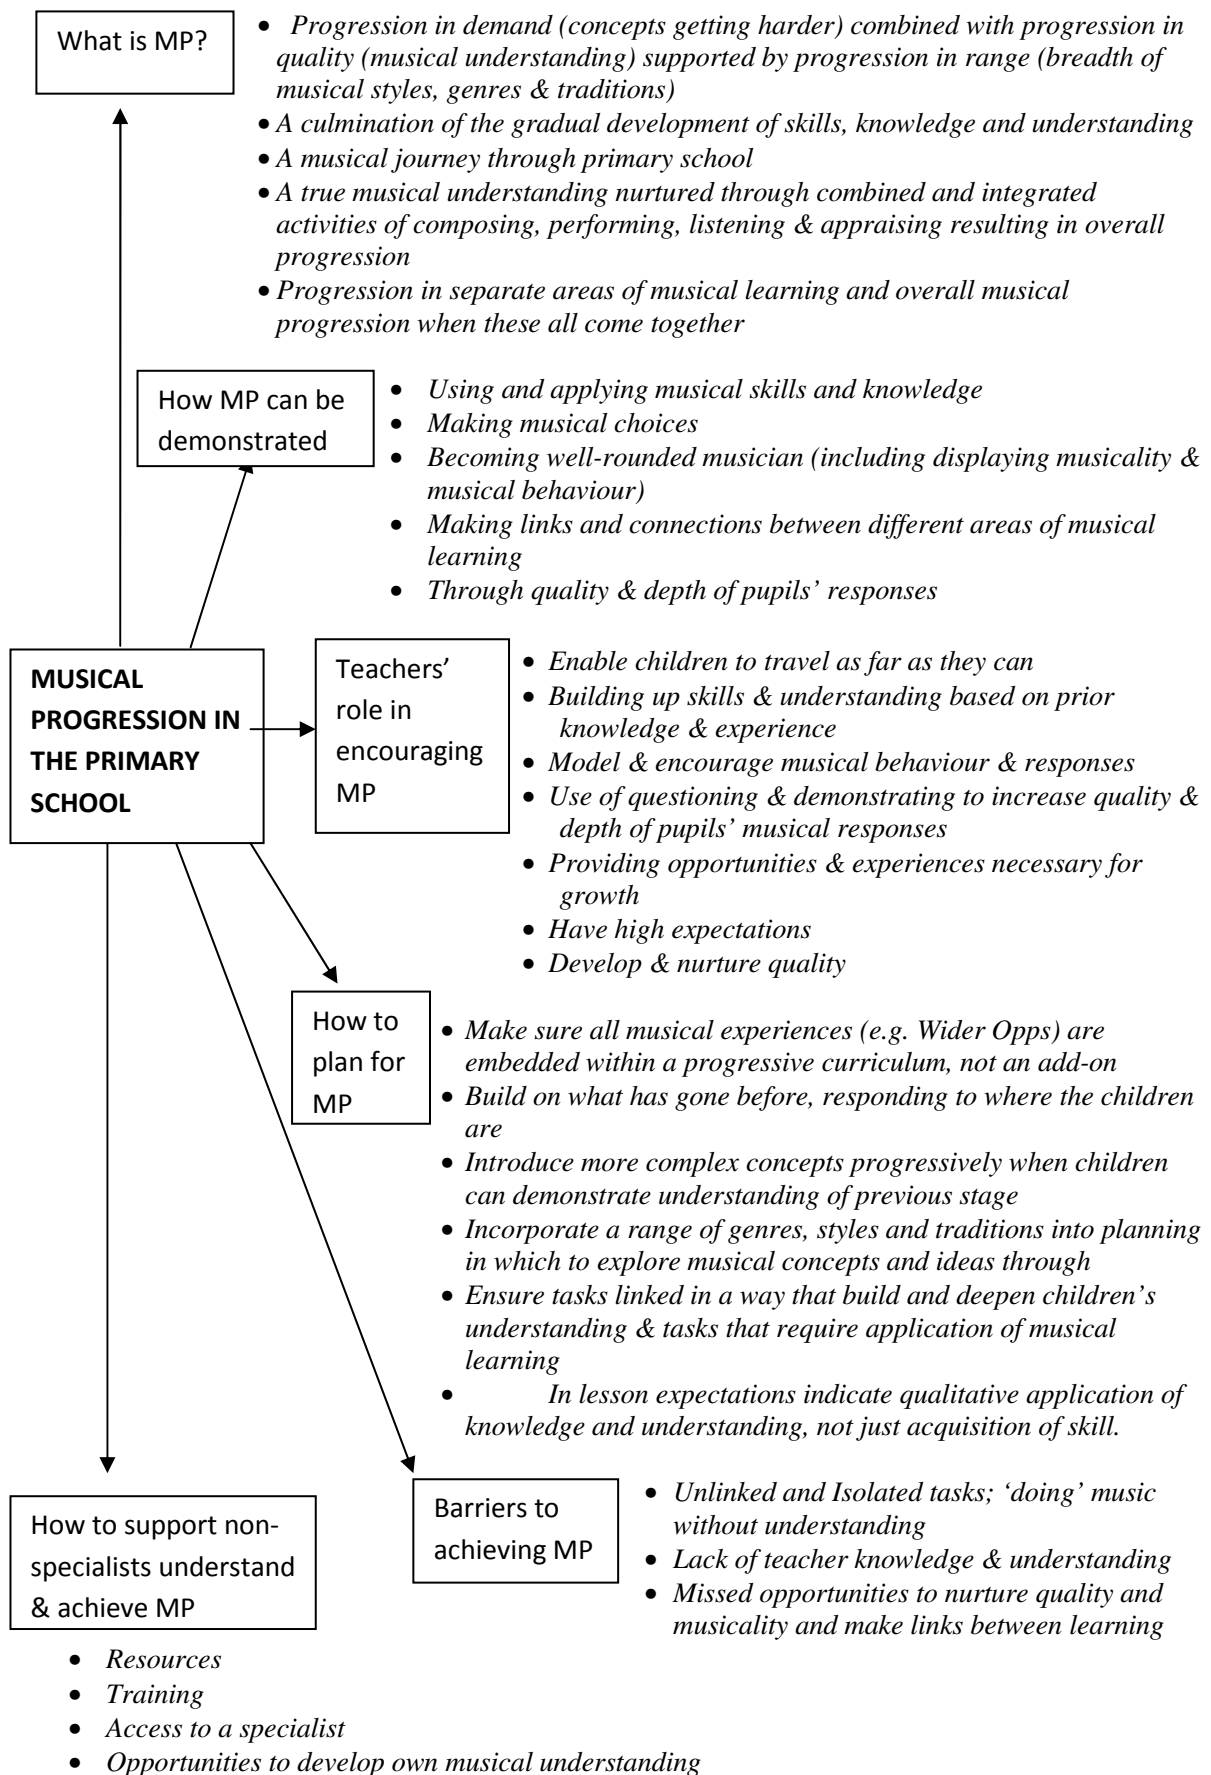 What is MP?
• Progression in demand (concepts getting harder) combined with progression in
quality (musical understanding) supported by progression in range (breadth of
musical styles, genres & traditions)
• A culmination of the gradual development of skills, knowledge and understanding
• A musical journey through primary school
• A true musical understanding nurtured through combined and integrated
activities of composing, performing, listening & appraising resulting in overall
progression
• Progression in separate areas of musical learning and overall musical
progression when these all come together
How MP can be
demonstrated
• Using and applying musical skills and knowledge
• Making musical choices
• Becoming well-rounded musician (including displaying musicality &
musical behaviour)
• Making links and connections between different areas of musical
learning
• Through quality & depth of pupils’ responses
MUSICAL
PROGRESSION IN
THE PRIMARY
SCHOOL
Teachers’
role in
encouraging
MP
• Enable children to travel as far as they can
• Building up skills & understanding based on prior
knowledge & experience
• Model & encourage musical behaviour & responses
• Use of questioning & demonstrating to increase quality &
depth of pupils’ musical responses
• Providing opportunities & experiences necessary for
growth
• Have high expectations
• Develop & nurture quality
How to
plan for
MP
• Make sure all musical experiences (e.g. Wider Opps) are
embedded within a progressive curriculum, not an add-on
• Build on what has gone before, responding to where the children
are
• Introduce more complex concepts progressively when children
can demonstrate understanding of previous stage
• Incorporate a range of genres, styles and traditions into planning
in which to explore musical concepts and ideas through
• Ensure tasks linked in a way that build and deepen children’s
understanding & tasks that require application of musical
learning
• In lesson expectations indicate qualitative application of
knowledge and understanding, not just acquisition of skill.
Barriers to
achieving MP
• Unlinked and Isolated tasks; ‘doing’ music
without understanding
• Lack of teacher knowledge & understanding
• Missed opportunities to nurture quality and
musicality and make links between learning
How to support non-
specialists understand
& achieve MP
• Resources
• Training
• Access to a specialist
• Opportunities to develop own musical understanding